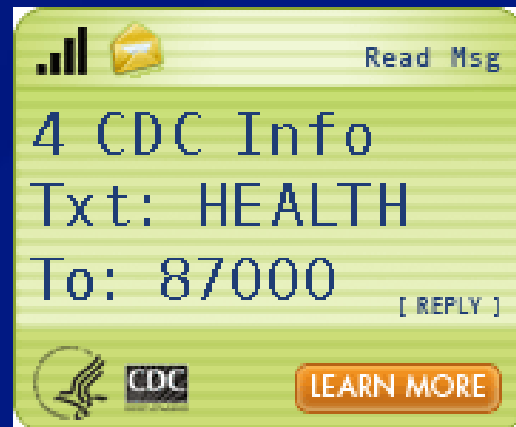 Read Msg
4 CDC Info
Txt: HEALTH
To: 87000
[ REPLY ]
CDC
LEARN MORE